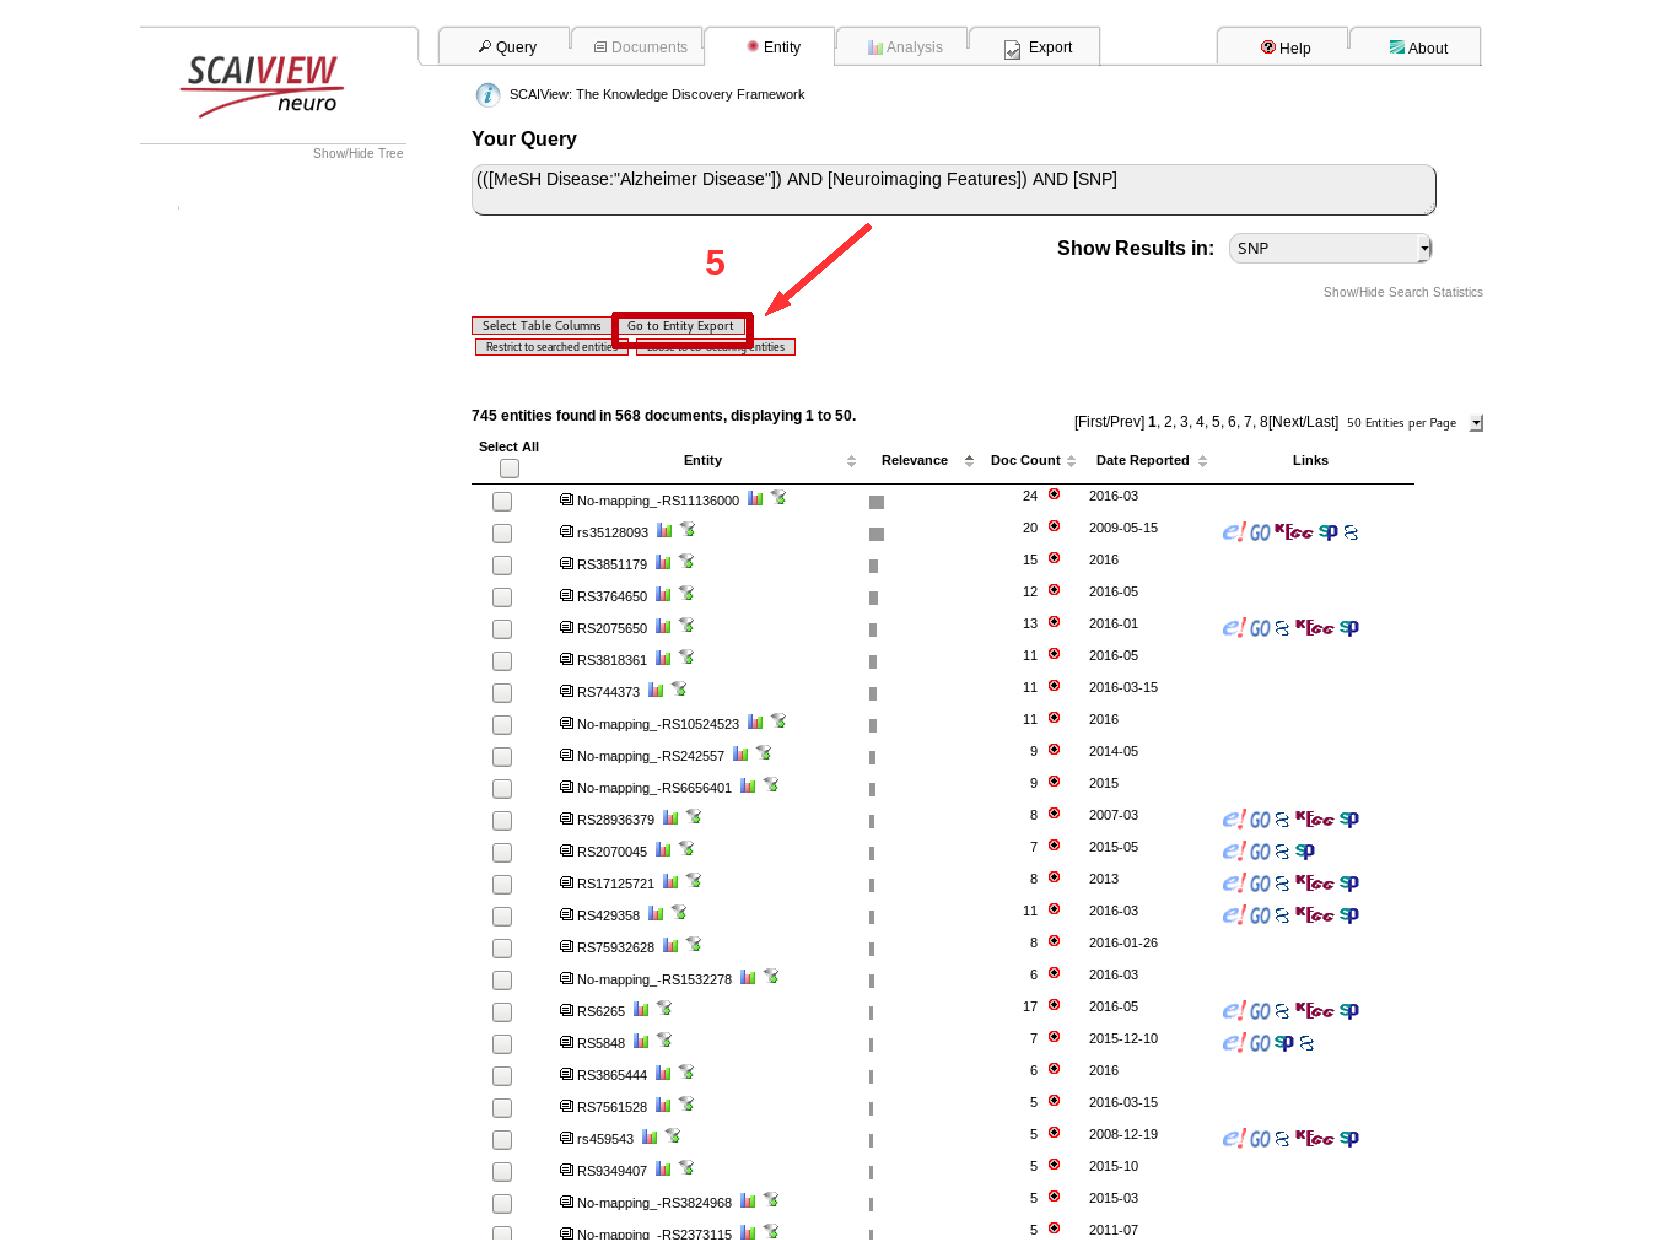 Query Documents Entity Analysis Export Help About
SCAIVIEW
neuro
Show/Hide Tree
SCAIView: The Knowledge Discovery Framework
Your Query
(([MeSH Disease:"Alzheimer Disease"]) AND [Neuroimaging Features]) AND [SNP]
5
Show Results in: SNP
Show/Hide Search Statistics
Select Table Columns Go to Entity Export
Restrict to searched entities entities
745 entities found in 568 documents, displaying 1 to 50.
[First/Prev] 1, 2, 3, 4, 5, 6, 7, 8[Next/Last] 50 Entities per Page
Select All
Entity Relevance Doc Count Date Reported Links
No-mapping_-RS11136000 24 2016-03
rs35128093 20 2009-05-15 e! GO KEGG sp
RS3851179 15 2016
RS3764650 12 2016-05
RS2075650 13 2016-01 e! GO KEGG sp
RS3818361 11 2016-05
RS744373 11 2016-03-15
No-mapping_-RS10524523 11 2016
No-mapping_-RS242557 9 2014-05
No-mapping_-RS6656401 9 2015
RS28936379 8 2007-03 e! GO KEGG sp
RS2070045 7 2015-05 e! GO sp
RS17125721 8 2013 e! GO KEGG sp
RS429358 11 2016-03 e! GO KEGG sp
RS75932628 8 2016-01-26
No-mapping_-RS1532278 6 2016-03
RS6265 17 2016-05 e! GO KEGG sp
RS5848 7 2015-12-10 e! GO sp
RS3865444 6 2016
RS7561528 5 2016-03-15
rs459543 5 2008-12-19 e! GO KEGG sp
RS9349407 5 2015-10
No-mapping_-RS3824968 5 2015-03
No-mapping_-RS2373115 5 2011-07